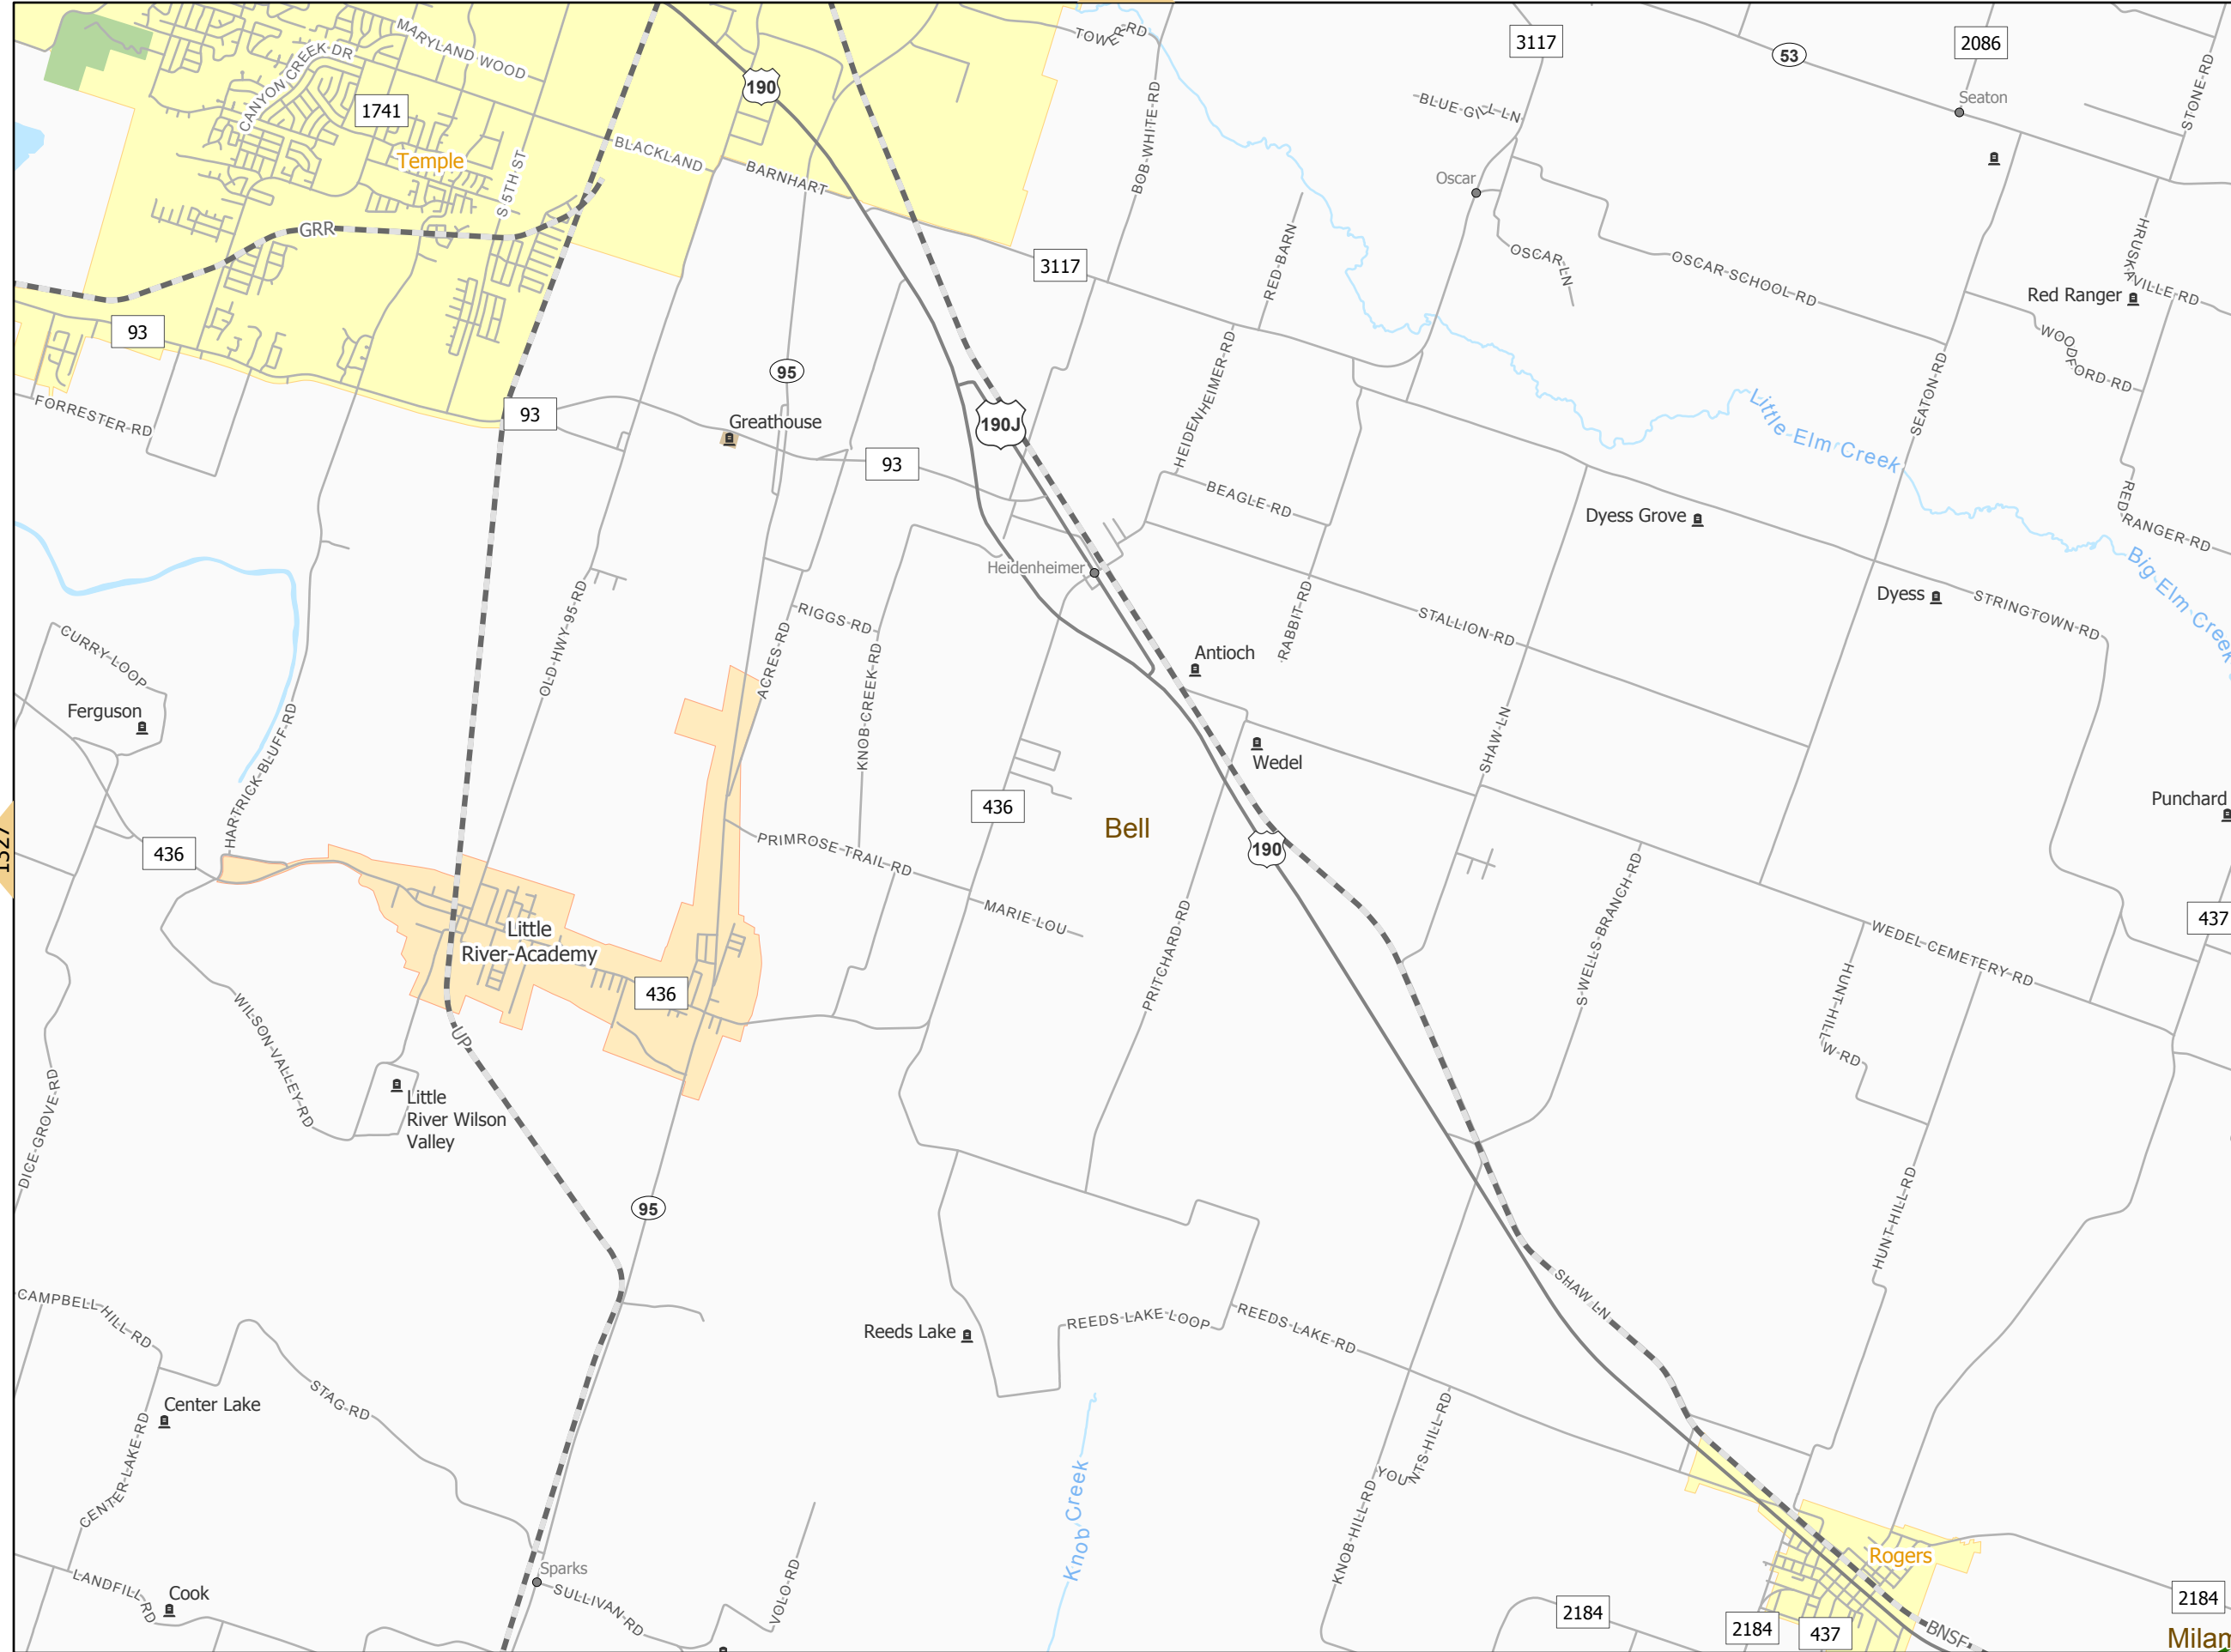 MARYLAND WOOD
CANYON CREEK DR
1741
Temple
S 5TH ST
GRR
93
FORRESTER RD
93
BLACKLAND
190
BARNHART
TOWER RD
BOB WHITE RD
3117
53
2086
Seaton
STONE RD
BLUE GILL LN
Oscar
OSCAR LN
OSCAR SCHOOL RD
HRUSKAVILLE RD
Red Ranger
WOODFORD RD
3117
RED BARN
95
Greathouse
93
190J
HEIDENHEIMER RD
BEAGLE RD
Little Elm Creek
SEATON RD
RED RANGER RD
Dyess Grove
Big Elm Creek
Heidenheimer
Dyess
STRINGTOWN RD
STALLION RD
RABBIT RD
OLD HWY 95 RD
RIGGS RD
ACRES RD
KNOB CREEK RD
Antioch
CURRY LOOP
Ferguson
HARTRICK BLUFF RD
Wedel
SHAW LN
436
Bell
190
Punchard
1327
436
PRIMROSE TRAIL RD
MARIE LOU
Little
River-Academy
436
PRITCHARD RD
S WELLS BRANCH RD
437
WEDEL CEMETERY RD
HUNT HILL
W RD
WILSON VALLEY RD
UP
Little
River Wilson
Valley
DICE GROVE RD
95
HUNT HILL RD
CAMPBELL HILL RD
SHAW LN
Reeds Lake
REEDS LAKE LOOP
REEDS LAKE RD
STAG RD
Center Lake
CENTER LAKE RD
YOUNTS HILL RD
KNOB HILL RD
Knob Creek
Rogers
Sparks
SULLIVAN RD
VOLO RD
LANDFILL RD
Cook
2184
2184
437
BNSF
2184
Milam